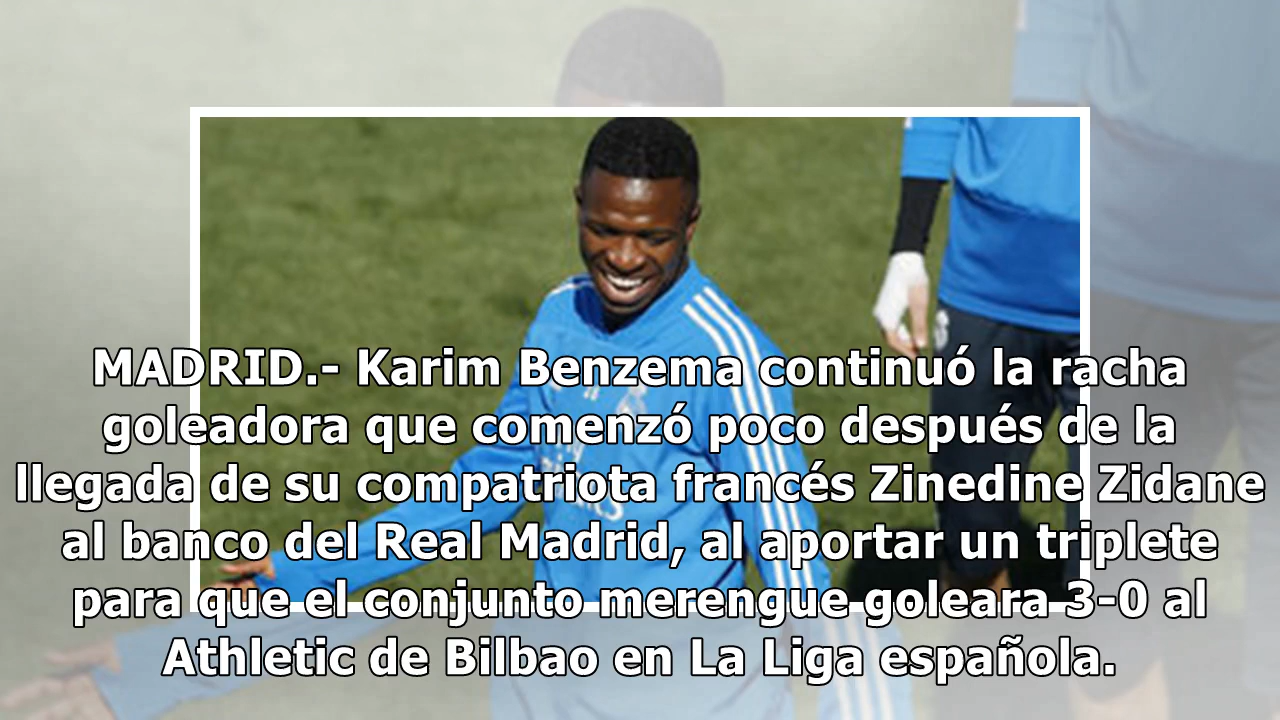 MADRID.- Karim Benzema continuó la racha
goleadora que comenzó poco después de la
llegada de su compatriota francés Zinedine Zidane
al banco del Real Madrid, al aportar un triplete
para que el conjunto merengue goleara 3-0 al
Athletic de Bilbao en La Liga española.